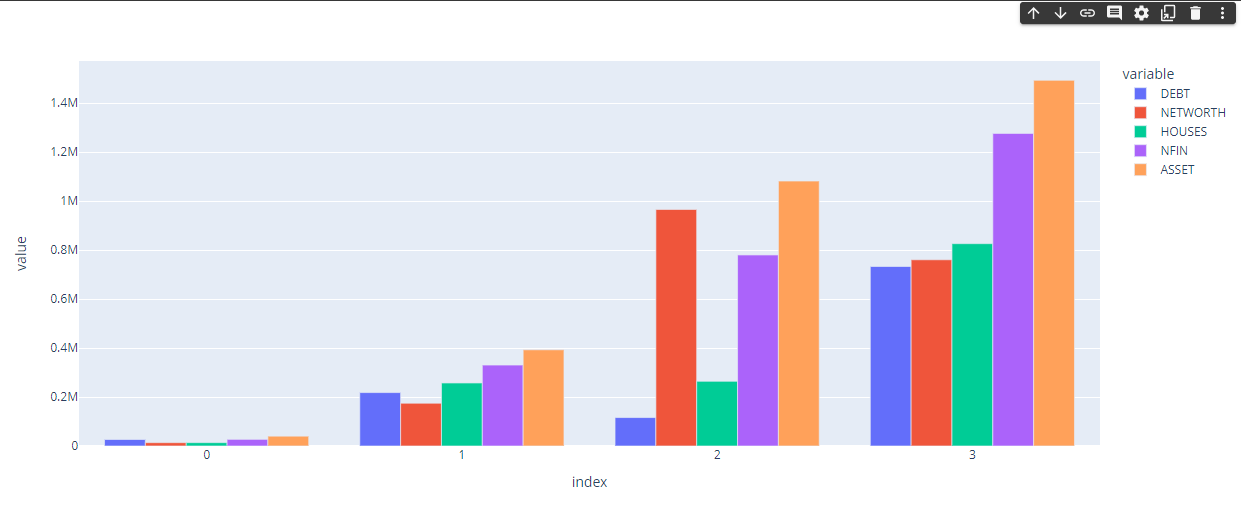 variable
DEBT
NETWORTH
HOUSES
NFIN
ASSET
value
1.4M
1.2M
1M
0.8M
0.6M
0.4M
0.2M
0
0 1 2 3
index